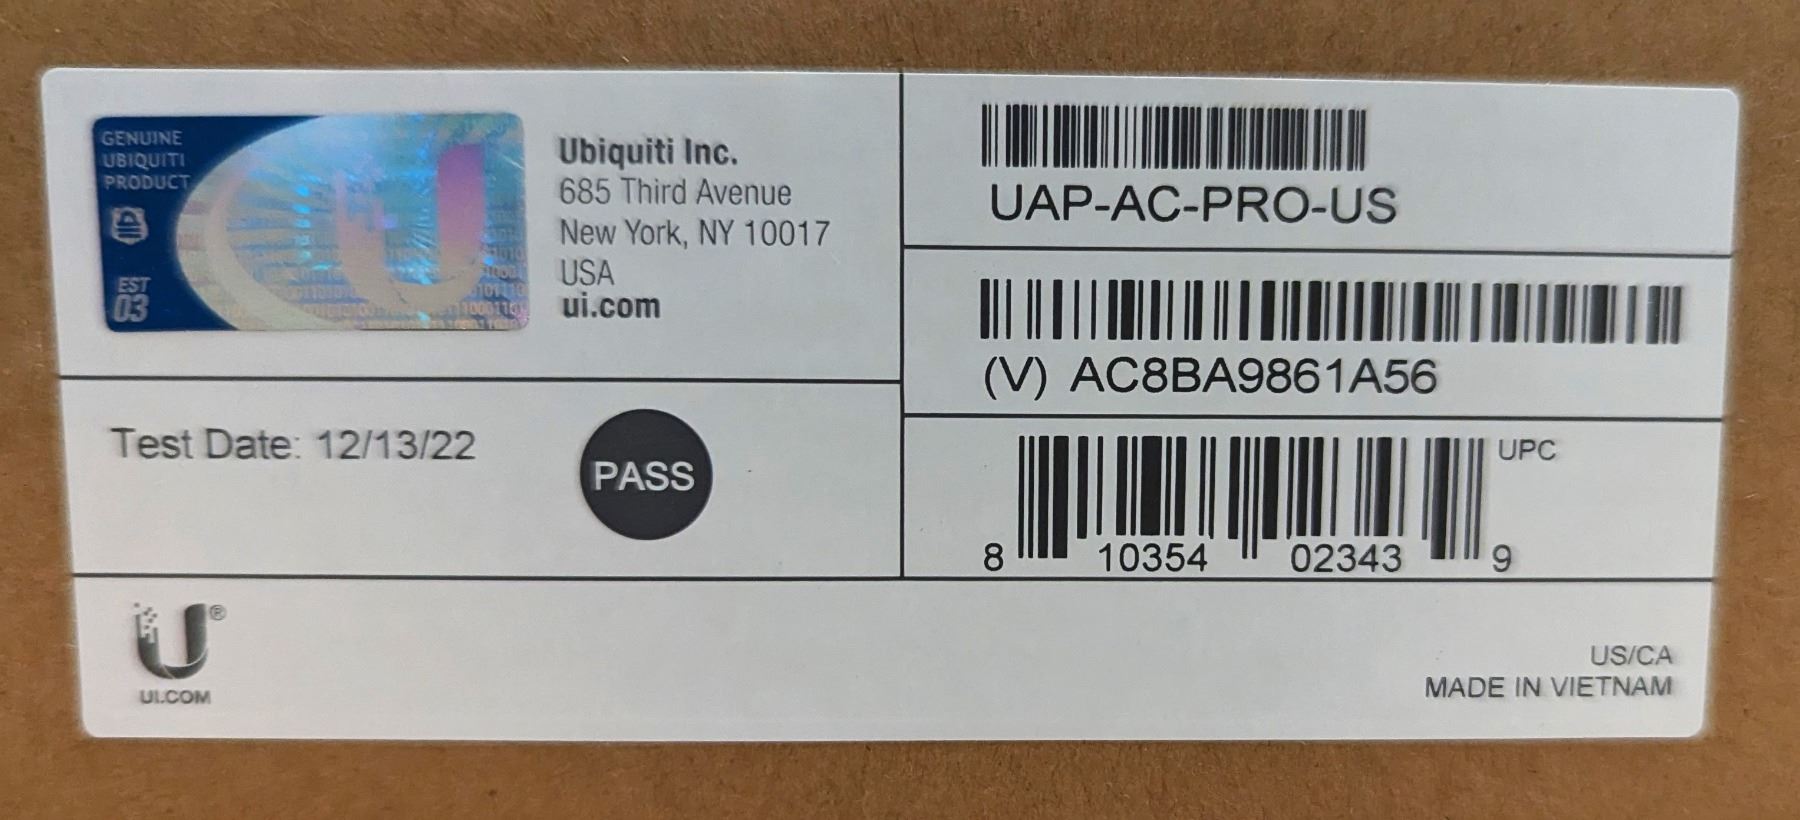 GENUINE
UBIQUITI
PRODUCT
EST
03
Ubiquiti Inc.
685 Third Avenue
New York, NY 10017
USA
ui.com
UAP-AC-PRO-US
(V) AC8BA9861A56
Test Date: 12/13/22
PASS
UPC
8 10354 02343 9
®
UI.COM
US/CA
MADE IN VIETNAM